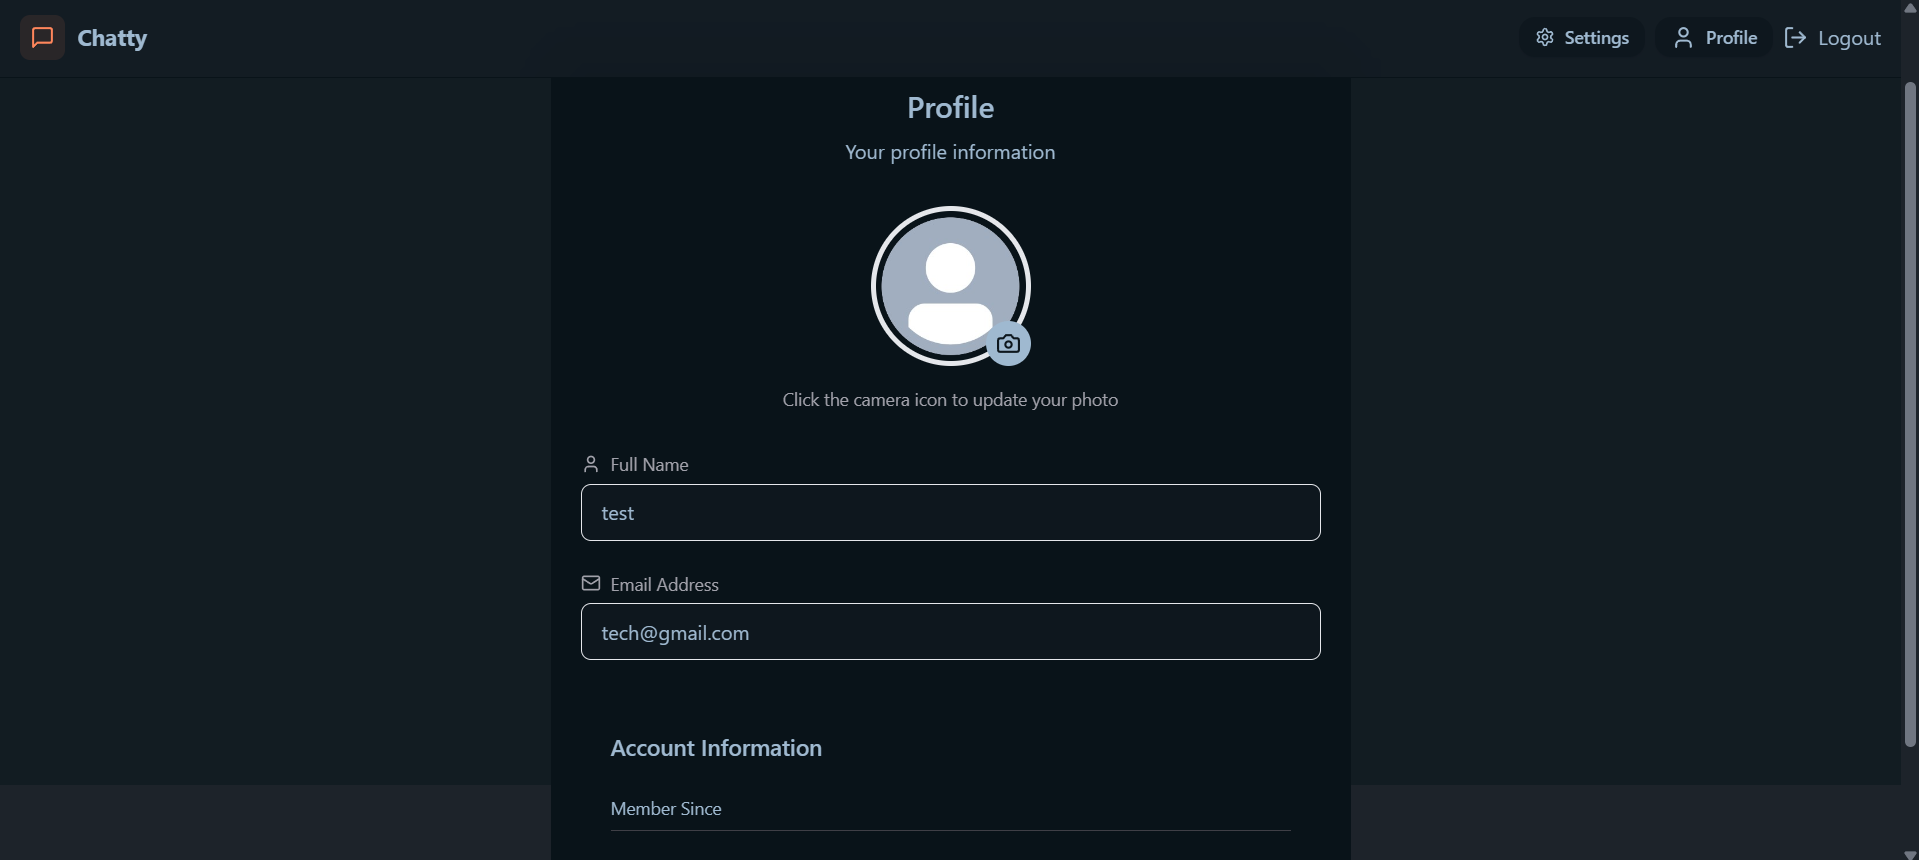 Chatty
Settings
Profile
Logout
Profile
Your profile information
Click the camera icon to update your photo
Full Name
test
Email Address
tech@gmail.com
Account Information
Member Since